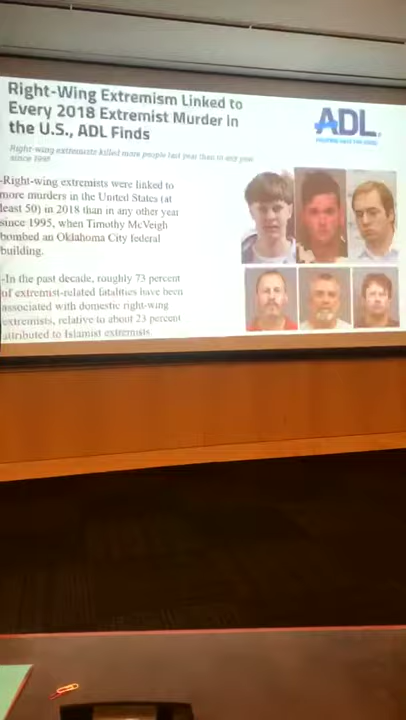 Right-Wing Extremism Linked to
Every 2018 Extremist Murder in
the U.S., ADL Finds
ADL
Right-wing extremists killed more people last year than in any year
since 1995
-Right-wing extremists were linked to
more murders in the United States (at
least 50) in 2018 than in any other year
since 1995, when Timothy McVeigh
bombed an Oklahoma City federal
building.
-In the past decade, roughly 73 percent
of extremist-related fatalities have been
associated with domestic right-wing
extremists, relative to about 23 percent
attributed to Islamist extremists.